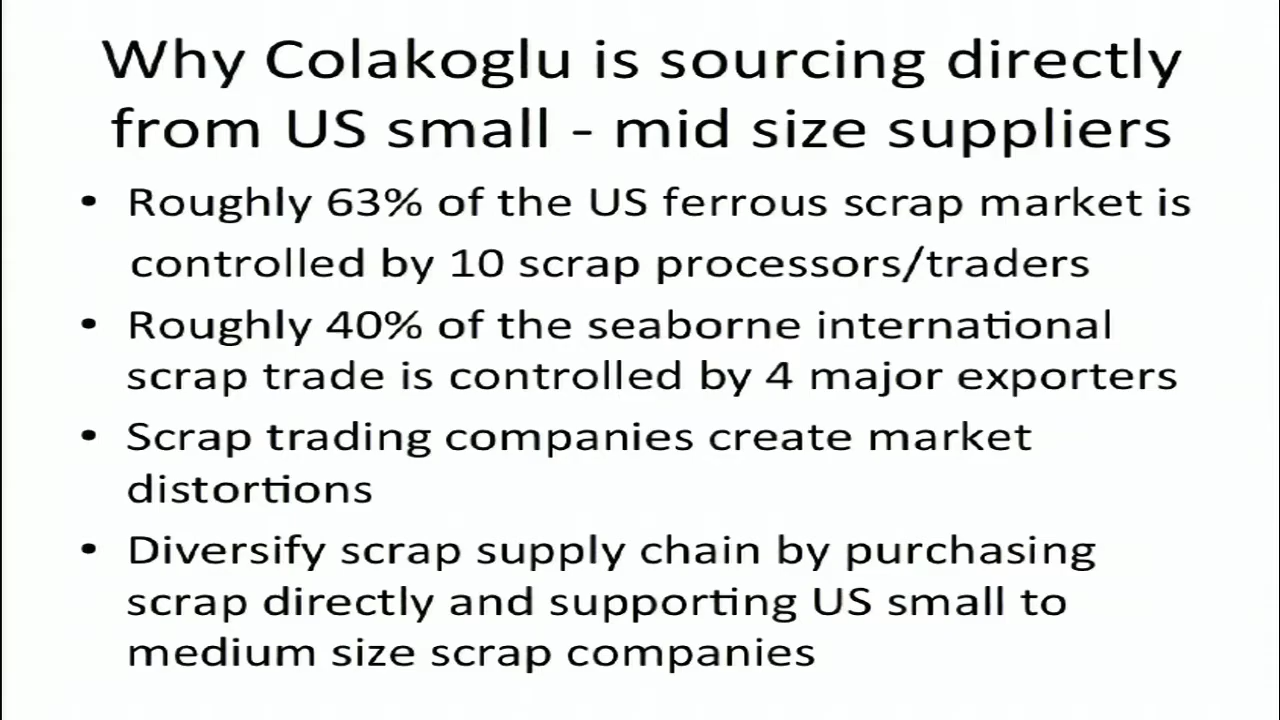 Why Colakoglu is sourcing directly
from US small - mid size suppliers
• Roughly 63% of the US ferrous scrap market is
controlled by 10 scrap processors/traders
• Roughly 40% of the seaborne international
scrap trade is controlled by 4 major exporters
• Scrap trading companies create market
distortions
• Diversify scrap supply chain by purchasing
scrap directly and supporting US small to
medium size scrap companies